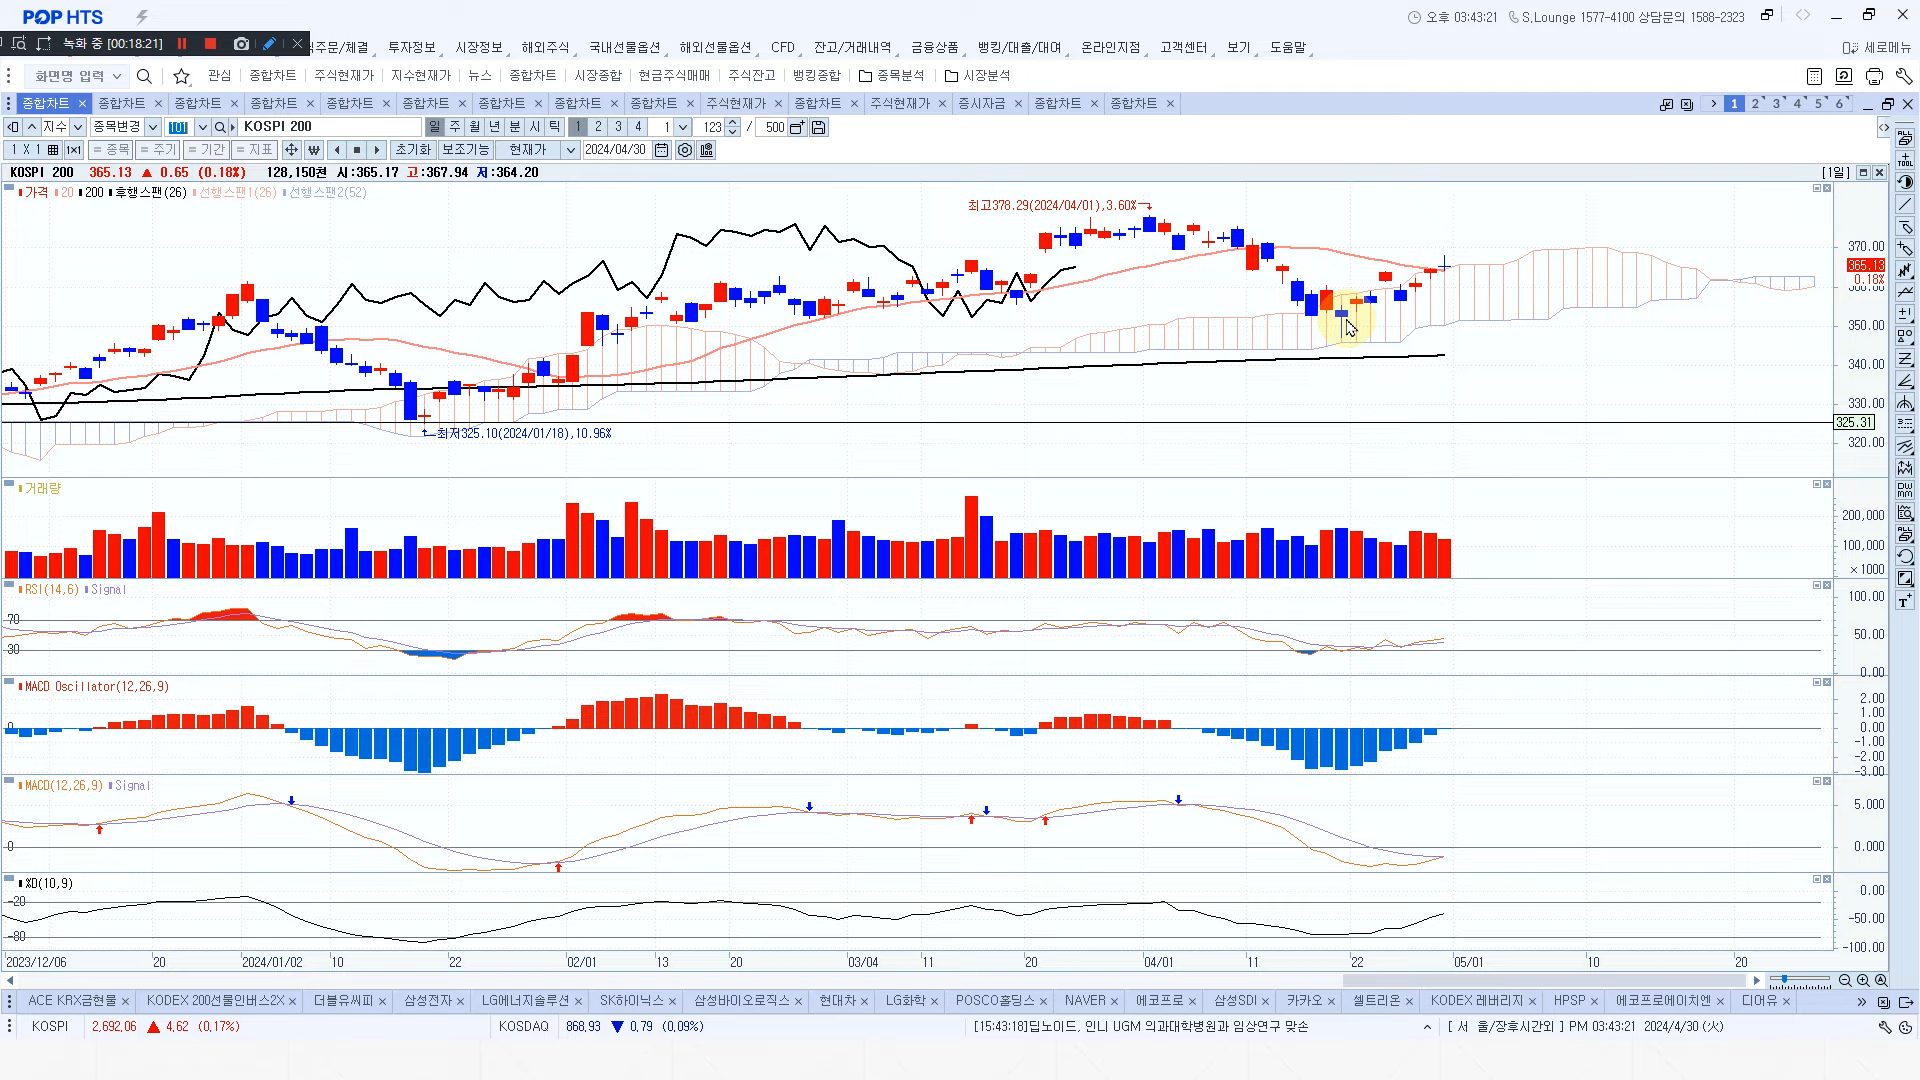 POP HTS
오후 03:43:21 S.Lounge 1577-4100 상담문의 1588-2323
녹화 중 [00:18:21]
주문/체결 투자정보 시장정보 해외주식 국내선물옵션 해외선물옵션 CFD 잔고/거래내역 금융상품 뱅킹/대출/대여 온라인지점 고객센터 보기 도움말 세로메뉴
화면명 입력 관심 종합차트 주식현재가 지수현재가 뉴스 종합차트 시장종합 현금주식매매 주식잔고 뱅킹종합 종목분석 시장분석
종합차트 종합차트 종합차트 종합차트 종합차트 종합차트 종합차트 종합차트 종합차트 주식현재가 종합차트 주식현재가 증시자금 종합차트 종합차트 1 2 3 4 5 6
지수 종목변경 101 KOSPI 200 일 주 월 년 분 시 틱 1 2 3 4 1 123 / 500
1 X 1 1x1 종목 주기 기간 지표 초기화 보조기능 현재가 2024/04/30
KOSPI 200 365.13 ▲ 0.65 (0.18%) 128,150천 시:365.17 고:367.94 저:364.20 [1일]
가격 20 200 후행스팬(26) 선행스팬1(26) 선행스팬2(52)
최고378.29(2024/04/01),3.60%
370.00
365.13
0.18%
360.00
350.00
340.00
330.00
325.31
최저325.10(2024/01/18),10.96%
320.00
거래량
200,000
100,000
×1000
RSI(14,6) Signal
100.00
70
50.00
30
0.00
MACD Oscillator(12,26,9)
2.00
1.00
0 0.00
-1.00
-2.00
-3.00
MACD(12,26,9) Signal
5.000
0 0.000
%D(10,9)
0.00
-20
-50.00
-80
-100.00
2023/12/06 20 2024/01/02 10 22 02/01 13 20 03/04 11 20 04/01 11 22 05/01 10 20
ACE KRX금현물 KODEX 200선물인버스2X 더블유씨피 삼성전자 LG에너지솔루션 SK하이닉스 삼성바이오로직스 현대차 LG화학 POSCO홀딩스 NAVER 에코프로 삼성SDI 카카오 셀트리온 KODEX 레버리지 HPSP 에코프로에이치엔 디어유
KOSPI 2,692.06 ▲ 4.62 (0.17%) KOSDAQ 868.93 ▼ 0.79 (0.09%) [15:43:18]딥노이드, 인니 UGM 의과대학병원과 임상연구 맞손 [ 서 울/장후시간외 ] PM 03:43:21 2024/4/30 (火)